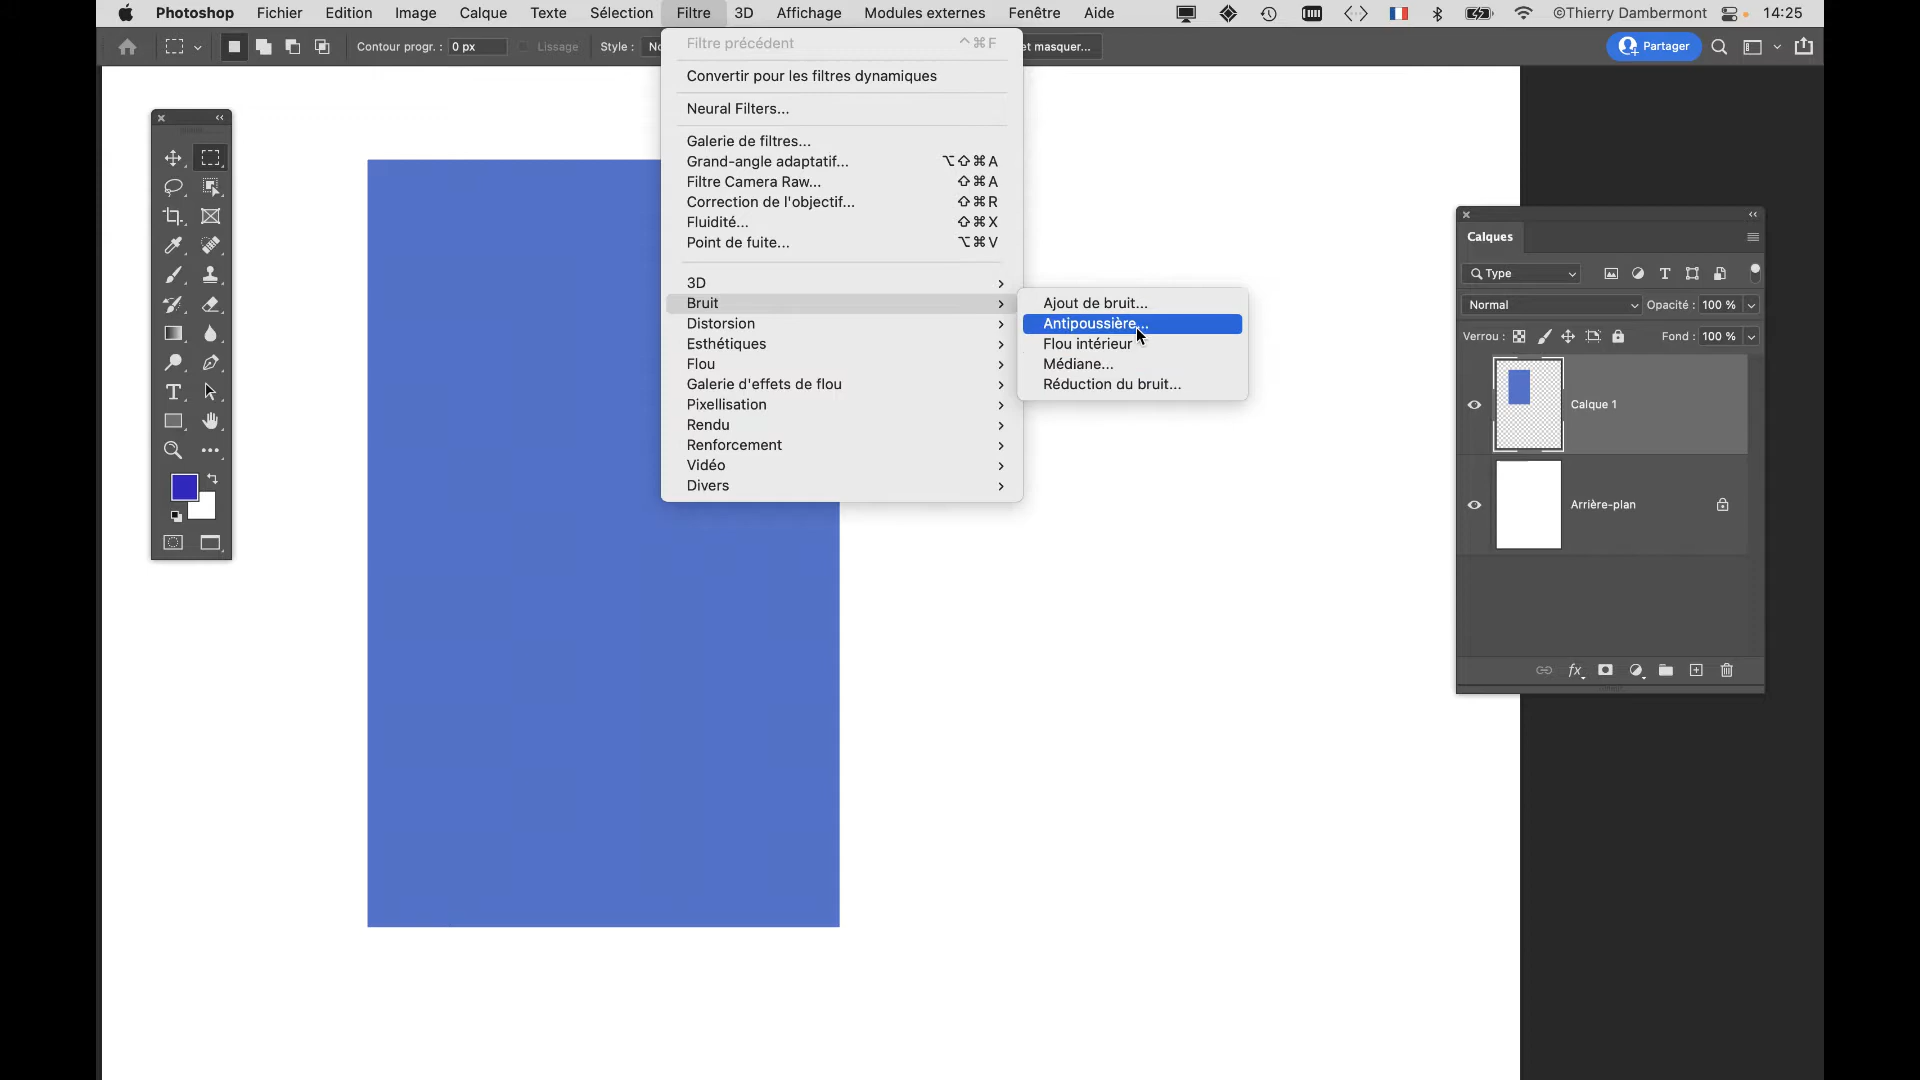 Photoshop Fichier Edition Image Calque Texte Sélection Filtre 3D Affichage Modules externes Fenêtre Aide ©Thierry Dambermont 14:25
Contour progr. : 0 px Lissage Style : No et masquer... Partager
Filtre précédent ^⌘F
Convertir pour les filtres dynamiques
Neural Filters...
Galerie de filtres...
Grand-angle adaptatif... ⌥⇧⌘A
Filtre Camera Raw... ⇧⌘A
Correction de l'objectif... ⇧⌘R
Fluidité... ⇧⌘X
Point de fuite... ⌥⌘V
3D
Bruit
Distorsion
Esthétiques
Flou
Galerie d'effets de flou
Pixellisation
Rendu
Renforcement
Vidéo
Divers
Ajout de bruit...
Antipoussière...
Flou intérieur
Médiane...
Réduction du bruit...
Calques
Type
Normal Opacité : 100 %
Verrou : Fond : 100 %
Calque 1
Arrière-plan
fx